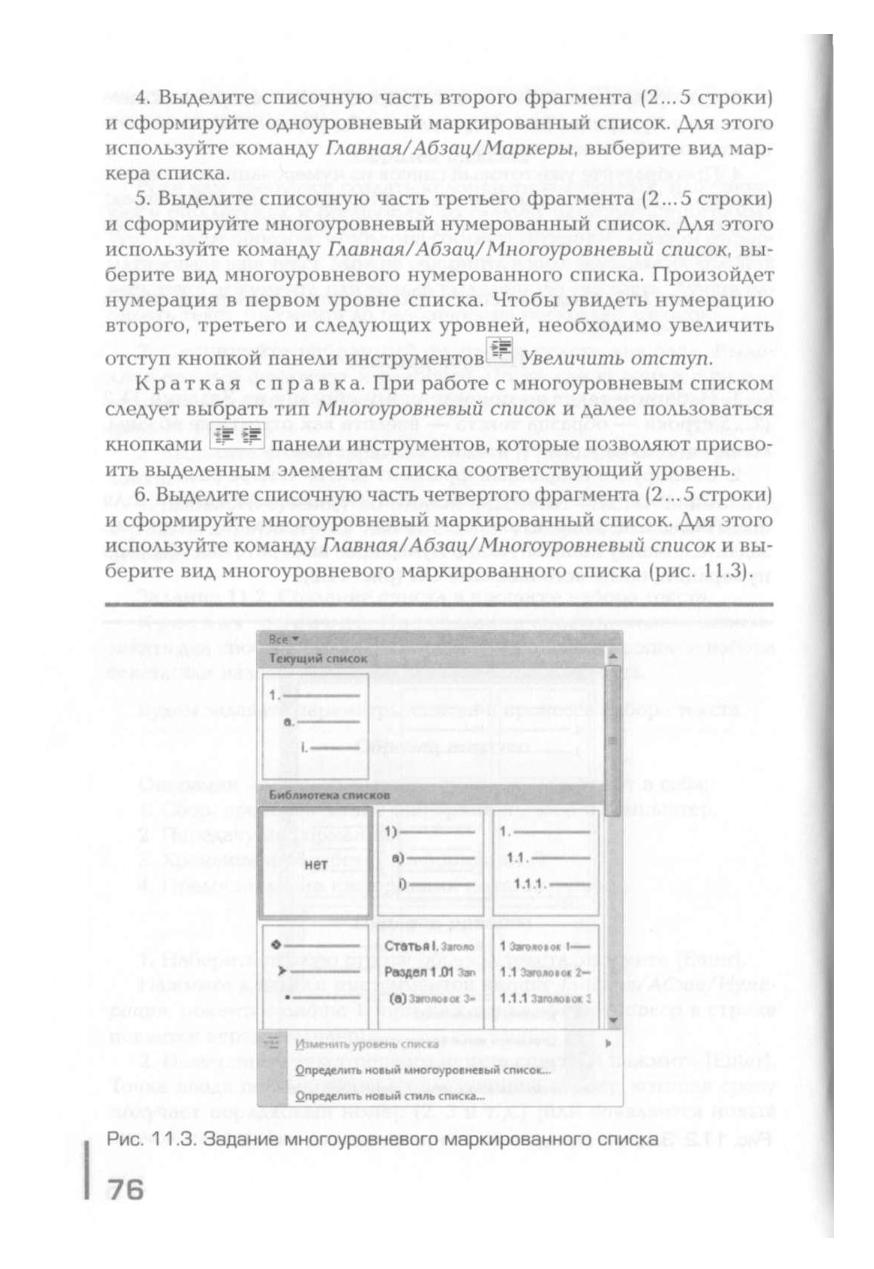 4. Выделите списочную часть второго фрагмента (2...5 строки)
и сформируйте одноуровневый маркированный список. Для этого
используйте команду Главная/Абзац/Маркеры, выберите вид мар-
кера списка.
5. Выделите списочную часть третьего фрагмента (2...5 строки)
и сформируйте многоуровневый нумерованный список. Для этого
используйте команду Главная/Абзац/Многоуровневый список, вы-
берите вид многоуровневого нумерованного списка. Произойдет
нумерация в первом уровне списка. Чтобы увидеть нумерацию
второго, третьего и следующих уровней, необходимо увеличить
отступ кнопкой панели инструментов Увеличить отступ.
Краткая справка. При работе с многоуровневым списком
следует выбрать тип Многоуровневый список и далее пользоваться
кнопками панели инструментов, которые позволяют присво-
ить выделенным элементам списка соответствующий уровень.
6. Выделите списочную часть четвертого фрагмента (2...5 строки)
и сформируйте многоуровневый маркированный список. Для этого
используйте команду Главная/Абзац/Многоуровневый список и вы-
берите вид многоуровневого маркированного списка (рис. 11.3).
Все
Текущий список
1.
a.
i.
Библиотека списков
нет
1)
a)
i)
1.
1.1.
1.1.1.
Статья I. Заголо
Раздел 1.01 Заг
(a) Заголовок 3
1 Заголовок 1
1.1 Заголовок 2
1.1.1 Заголовок 3
Изменить уровень списка
Определить новый многоуровневый список...
Определить новый стиль списка...
Рис. 11.3. Задание многоуровневого маркированного списка
76